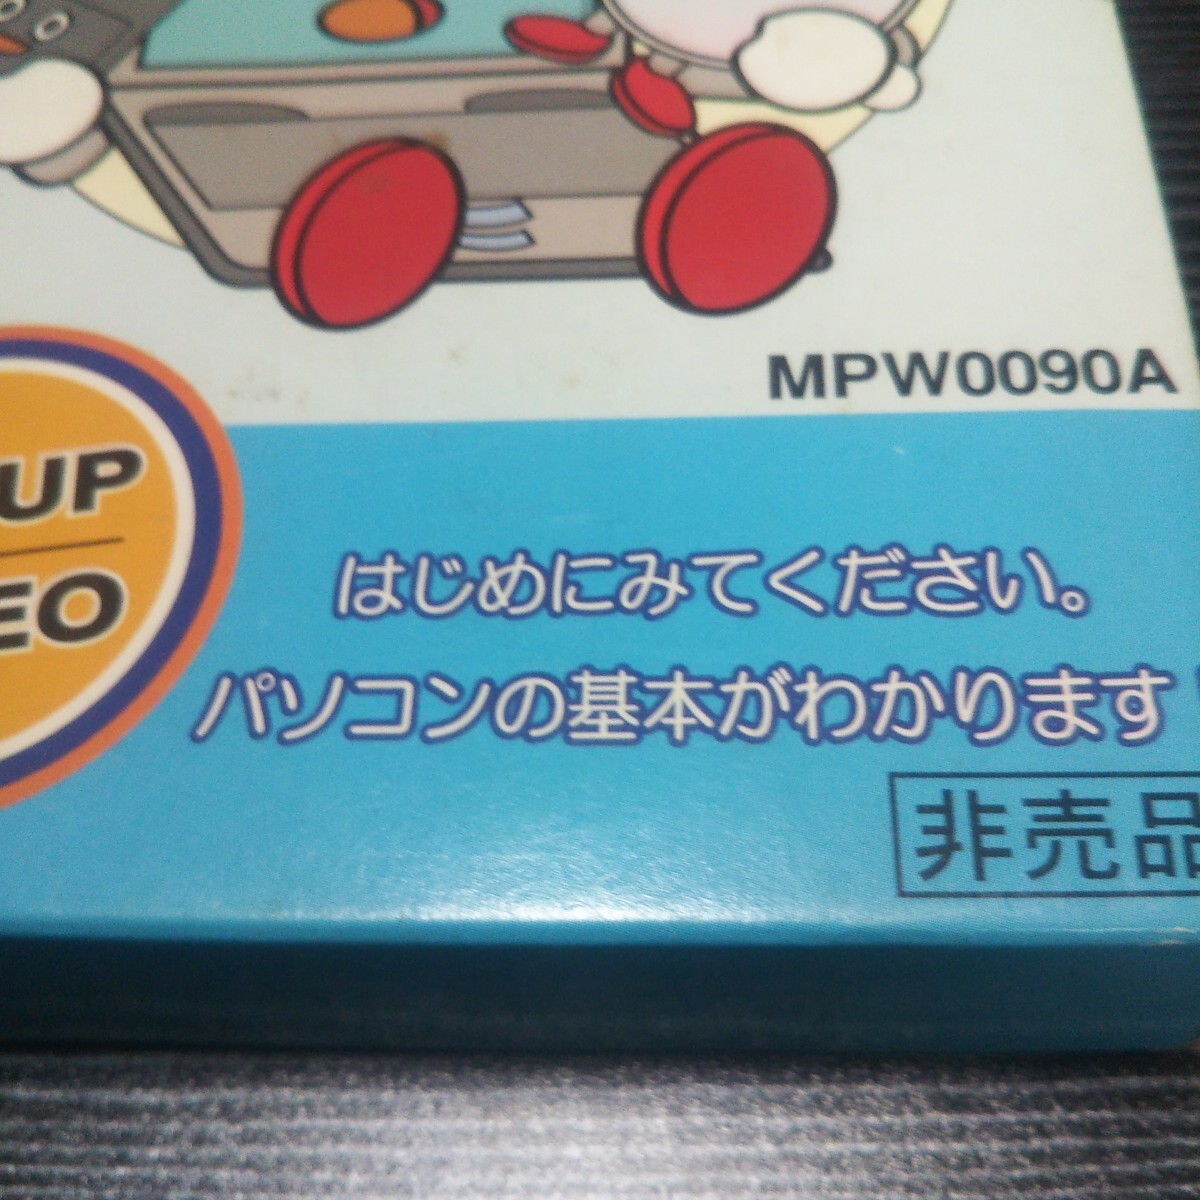 MPW0090A
UP
EO
はじめにみてください。
パソコンの基本がわかります
非売品